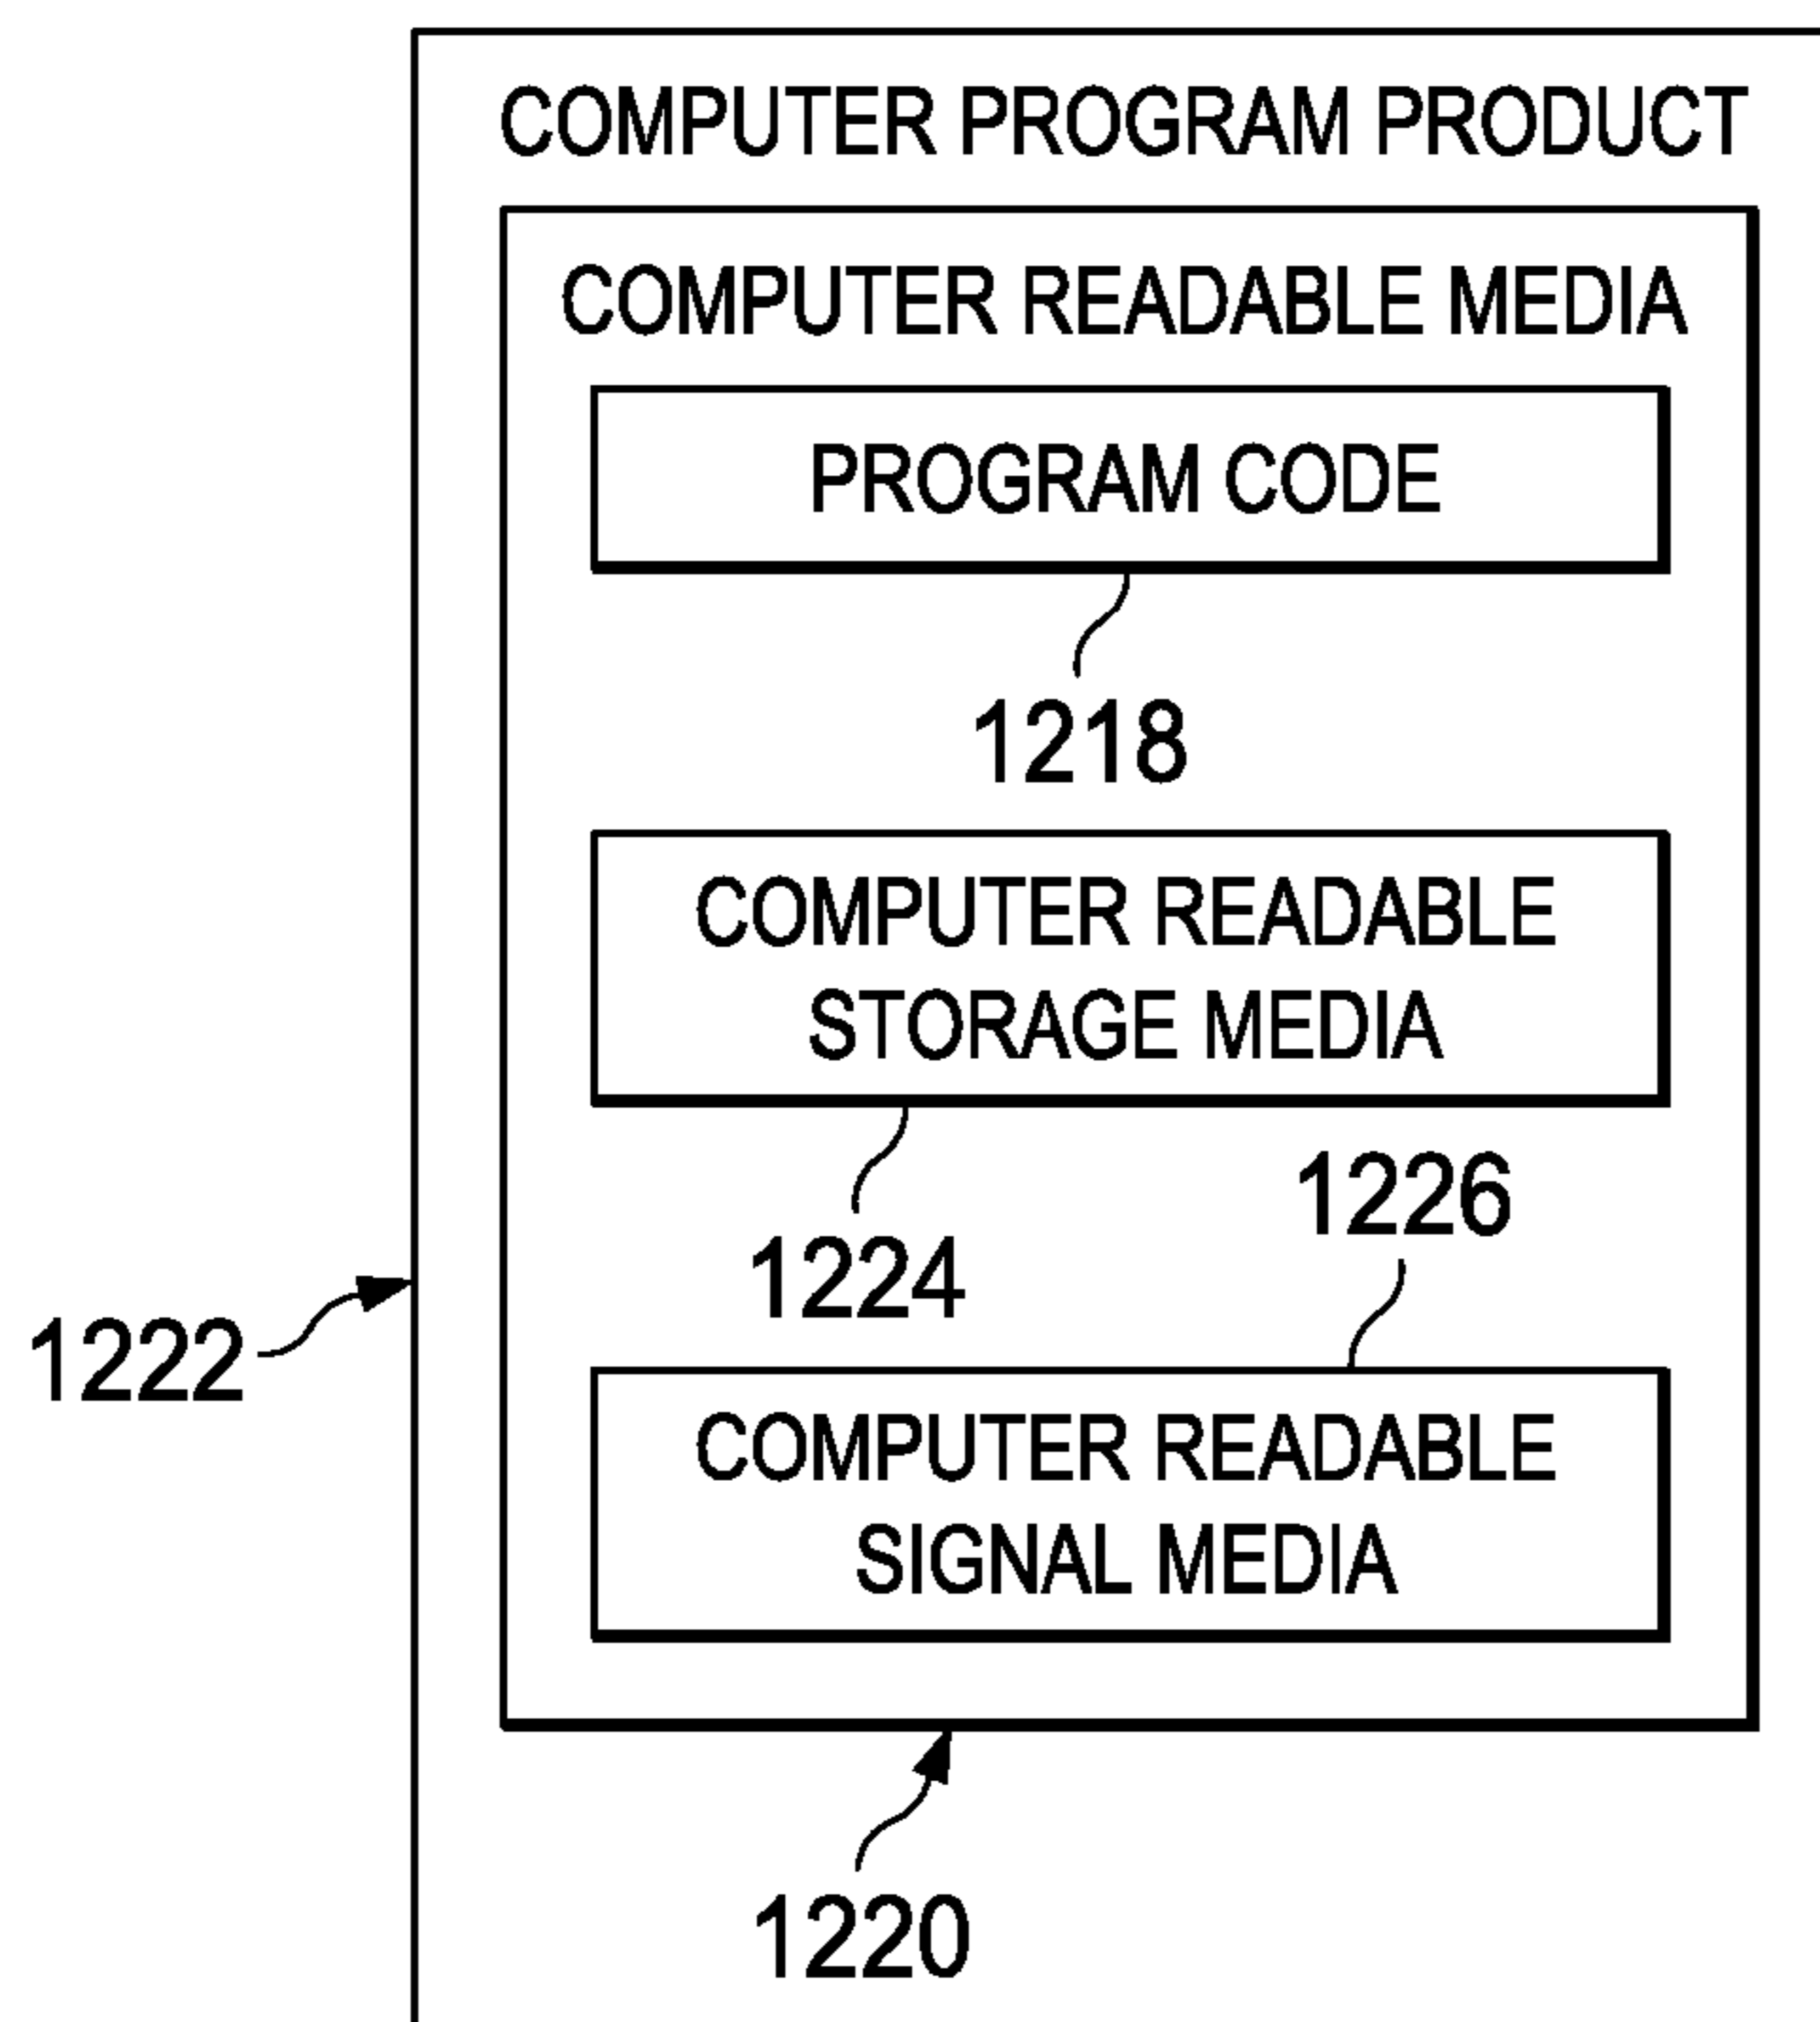 COMPUTER PROGRAM PRODUCT
COMPUTER READABLE MEDIA
PROGRAM CODE
1218
COMPUTER READABLE
STORAGE MEDIA
1226
1224
1222
COMPUTER READABLE
SIGNAL MEDIA
1220